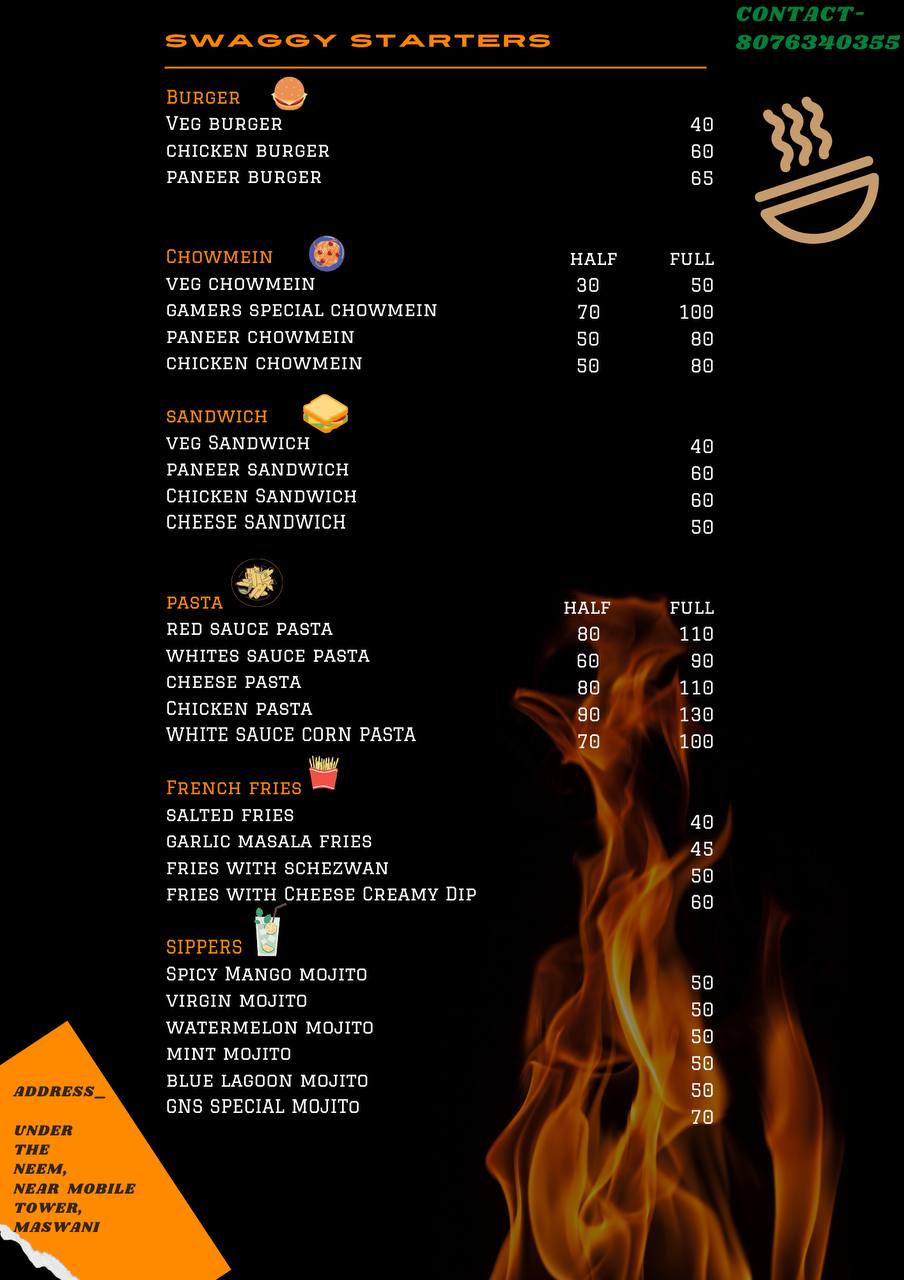 CONTACT-
8076340355
SWAGGY STARTERS
Burger
Veg burger 40
chicken burger 60
paneer burger 65
Chowmein HALF FULL
veg chowmein 30 50
gamers special chowmein 70 100
paneer chowmein 50 80
chicken chowmein 50 80
sandwich
veg Sandwich 40
paneer sandwich 60
Chicken Sandwich 60
CHEESE SANDWICH 50
pasta HALF FULL
red sauce pasta 80 110
whites sauce pasta 60 90
cheese pasta 80 110
Chicken pasta 90 130
WHITE SAUCE CORN PASTA 70 100
French fries
salted fries 40
garlic masala fries 45
fries with schezwan 50
fries with Cheese Creamy Dip 60
SIPPERS
Spicy Mango mojito 50
virgin mojito 50
watermelon mojito 50
mint mojito 50
blue lagoon mojito 50
GNS SPECIAL MOJITo 70
ADDRESS_
UNDER
THE
NEEM,
NEAR MOBILE
TOWER,
MASWANI